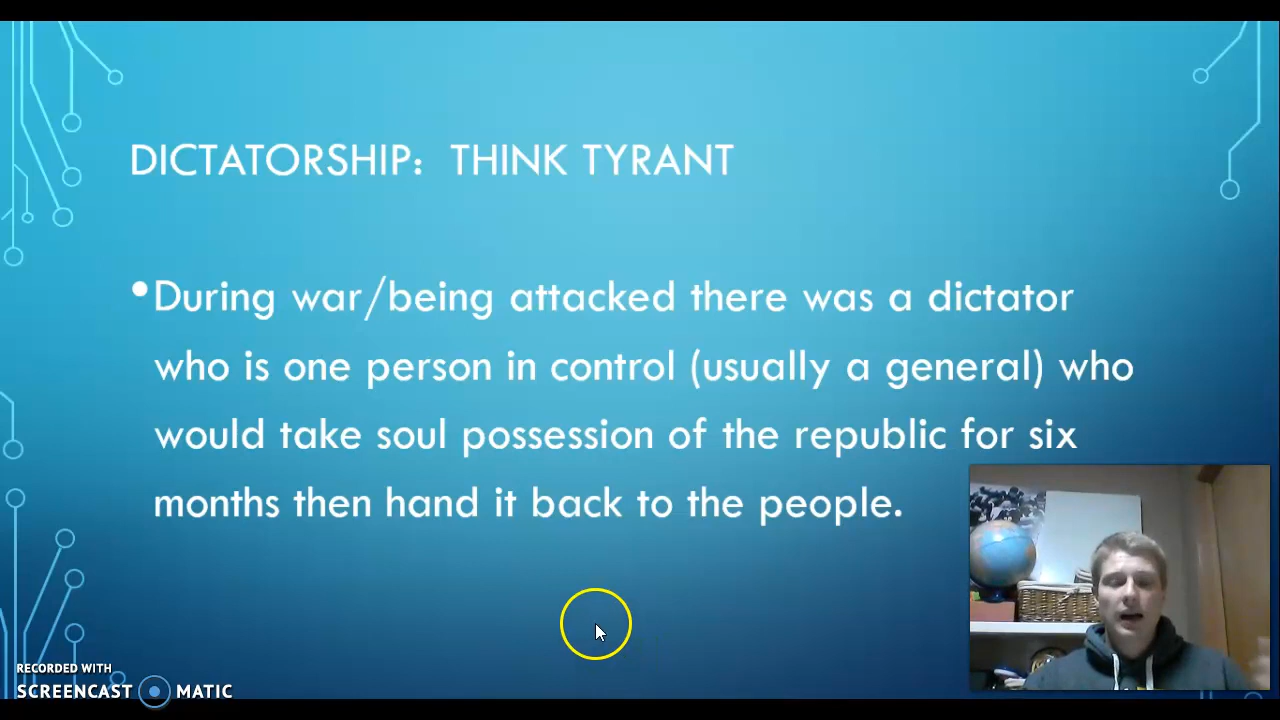 DICTATORSHIP: THINK TYRANT
•During war/being attacked there was a dictator
who is one person in control (usually a general) who
would take soul possession of the republic for six
months then hand it back to the people.
RECORDED WITH
SCREENCAST MATIC